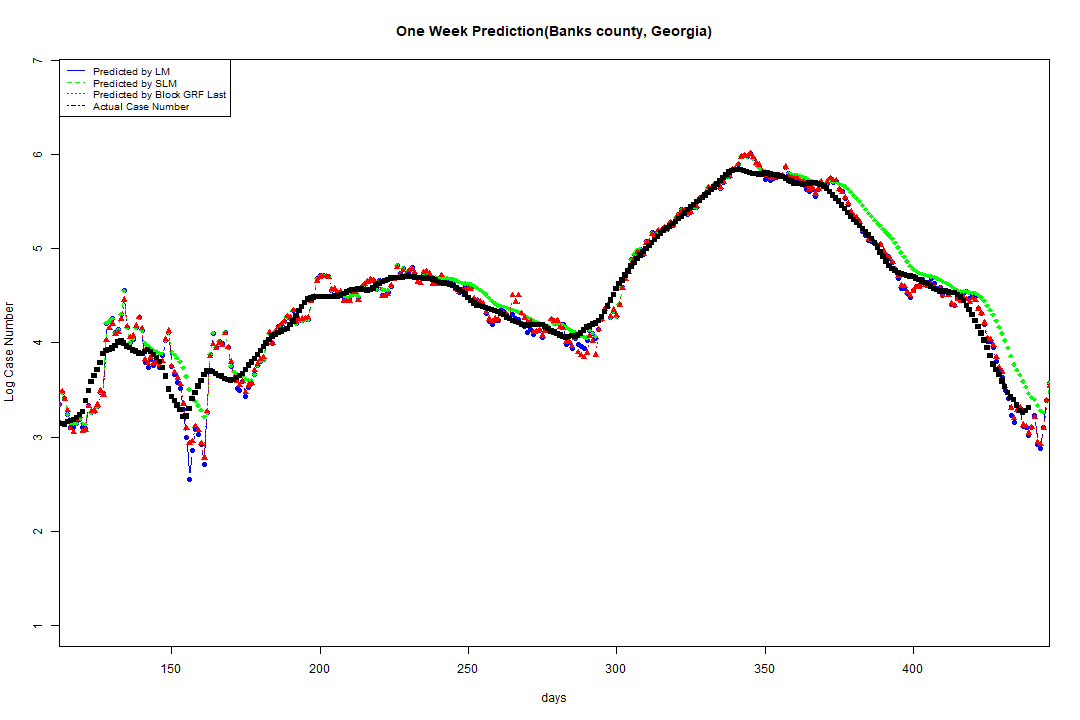 One Week Prediction(Banks county, Georgia)
Predicted by LM
Predicted by SLM
Predicted by Block GRF Last
Actual Case Number
7
6
5
4
3
2
1
Log Case Number
150 200 250 300 350 400
days